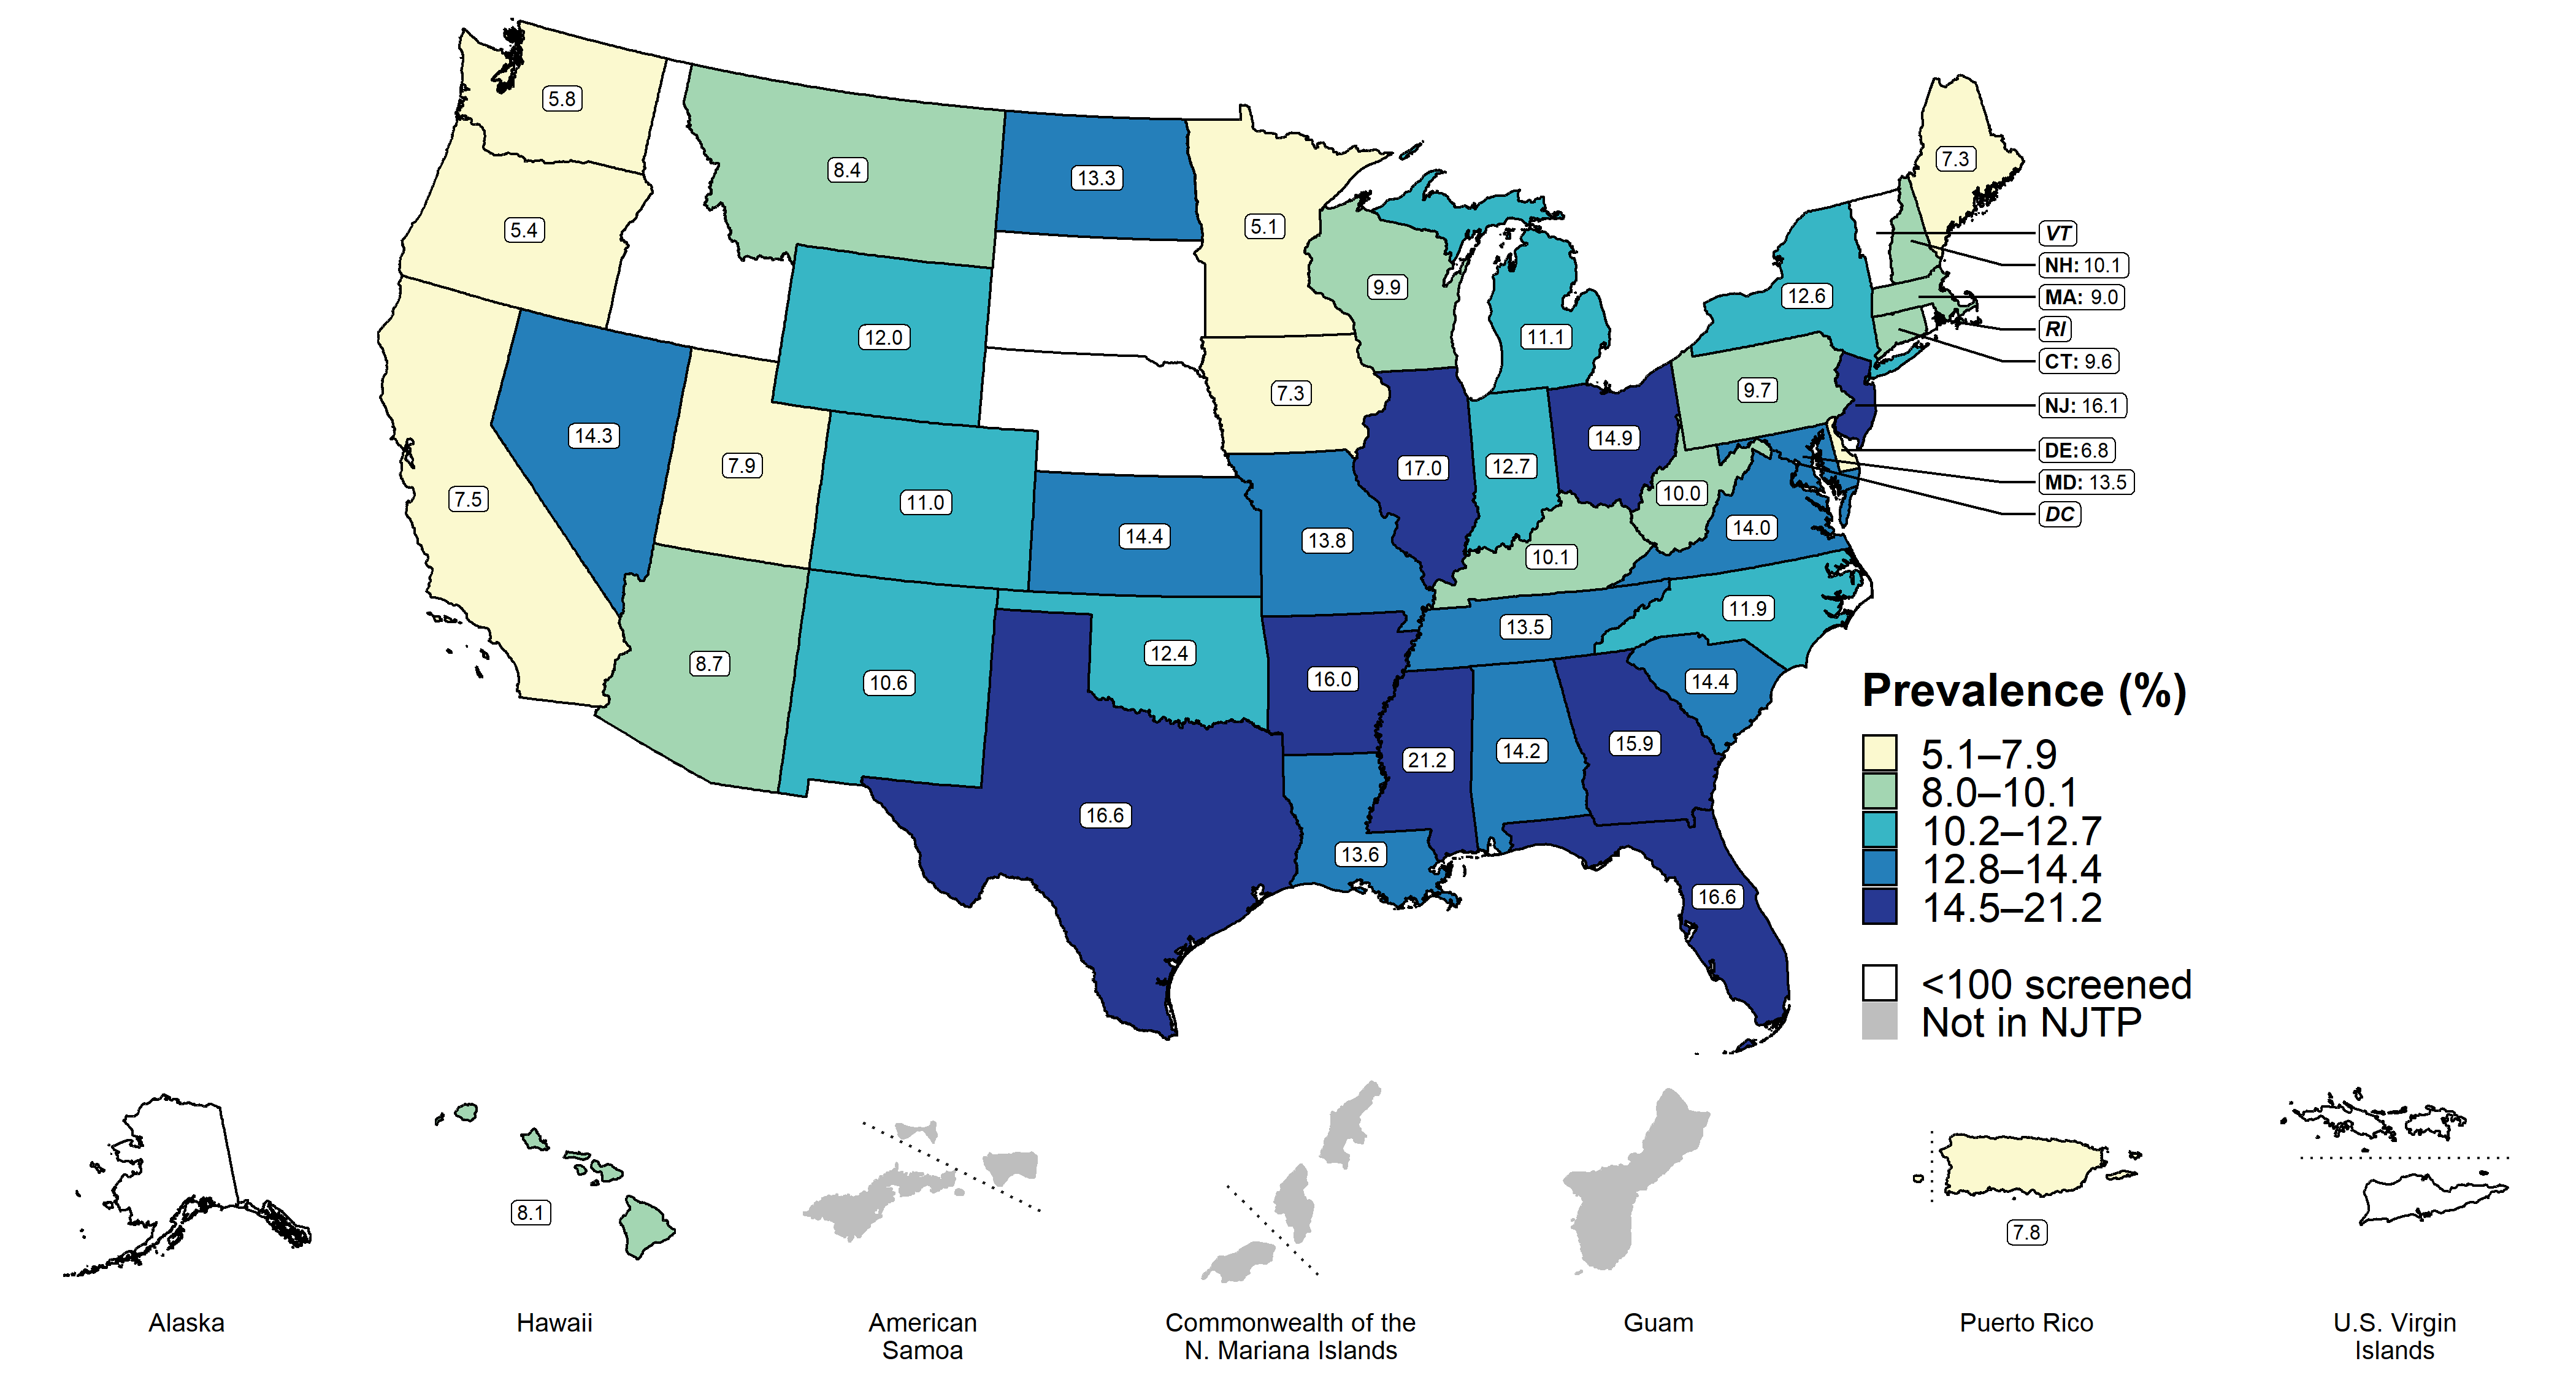 5.8
8.4
13.3
5.1
7.3
5.4
9.9
12.6
VT
NH: 10.1
MA: 9.0
RI
CT: 9.6
12.0
11.1
7.3
9.7
NJ: 16.1
14.3
7.9
14.9
DE:6.8
7.5
11.0
17.0
12.7
10.0
MD: 13.5
DC
14.4
13.8
10.1
14.0
8.7
10.6
12.4
13.5
11.9
16.0
14.4
21.2
14.2
15.9
16.6
13.6
16.6
Prevalence (%)
5.1–7.9
8.0–10.1
10.2–12.7
12.8–14.4
14.5–21.2
<100 screened
Not in NJTP
8.1
7.8
Alaska
Hawaii
American
Samoa
Commonwealth of the
N. Mariana Islands
Guam
Puerto Rico
U.S. Virgin
Islands